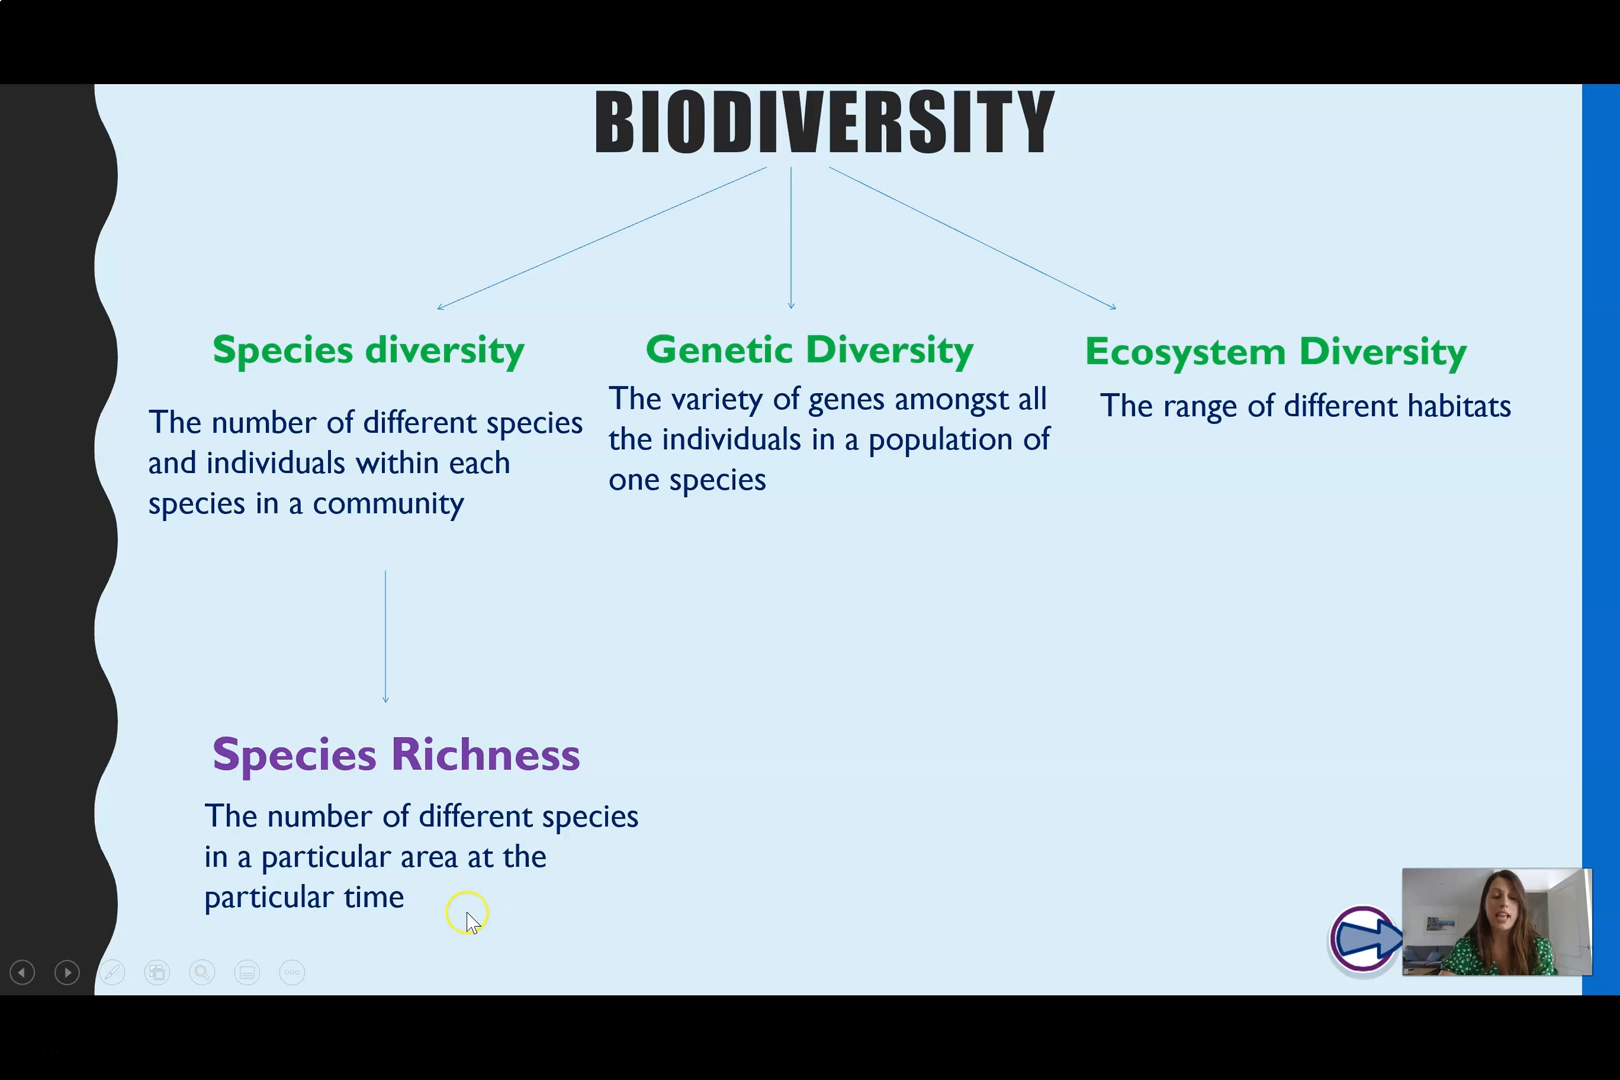 BIODIVERSITY
Species diversity
The number of different species
and individuals within each
species in a community
Genetic Diversity
The variety of genes amongst all
the individuals in a population of
one species
Ecosystem Diversity
The range of different habitats
Species Richness
The number of different species
in a particular area at the
particular time